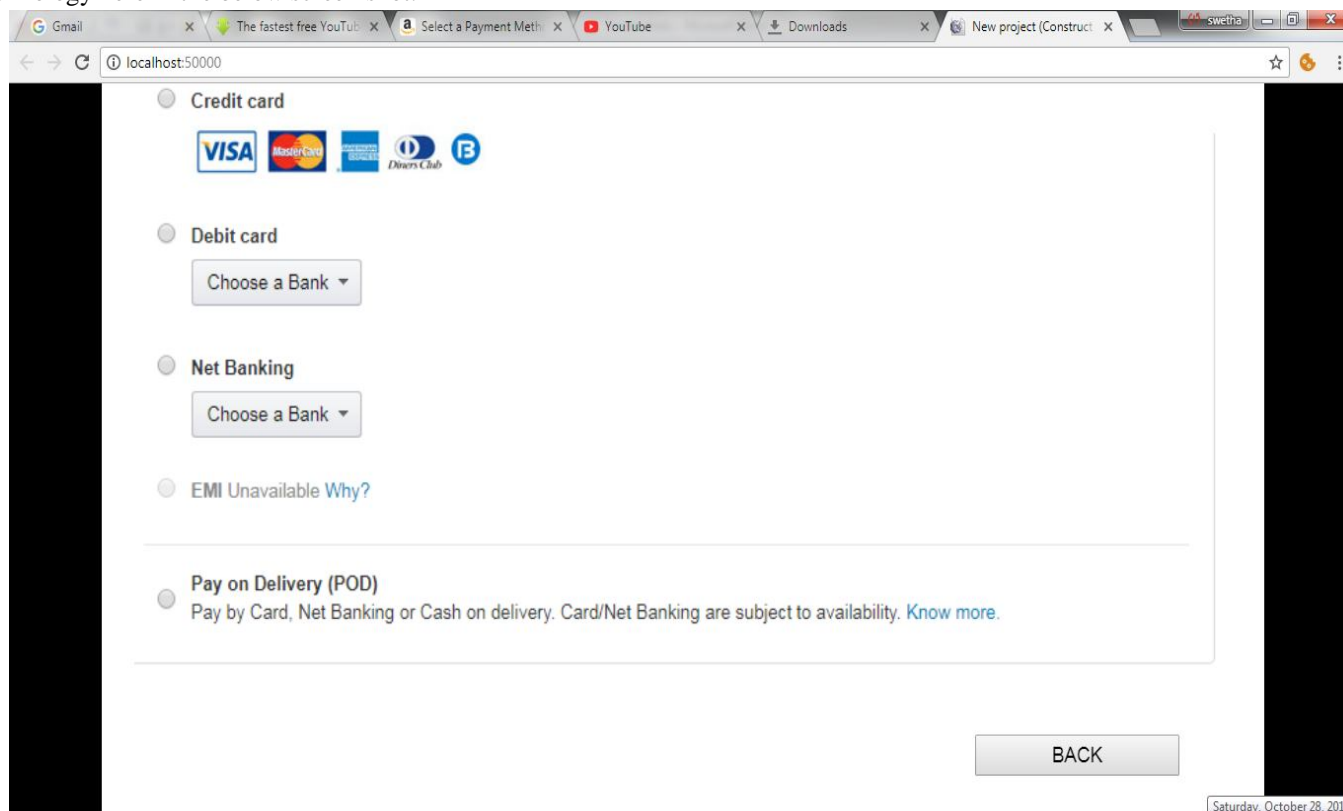 Gmail
The fastest free YouTub
Select a Payment Meth
YouTube
Downloads
New project (Construct
swetha
localhost:50000
Credit card
VISA
MasterCard
AMERICAN EXPRESS
Diners Club
Debit card
Choose a Bank
Net Banking
Choose a Bank
EMI Unavailable Why?
Pay on Delivery (POD)
Pay by Card, Net Banking or Cash on delivery. Card/Net Banking are subject to availability. Know more.
BACK
Saturday, October 28, 201